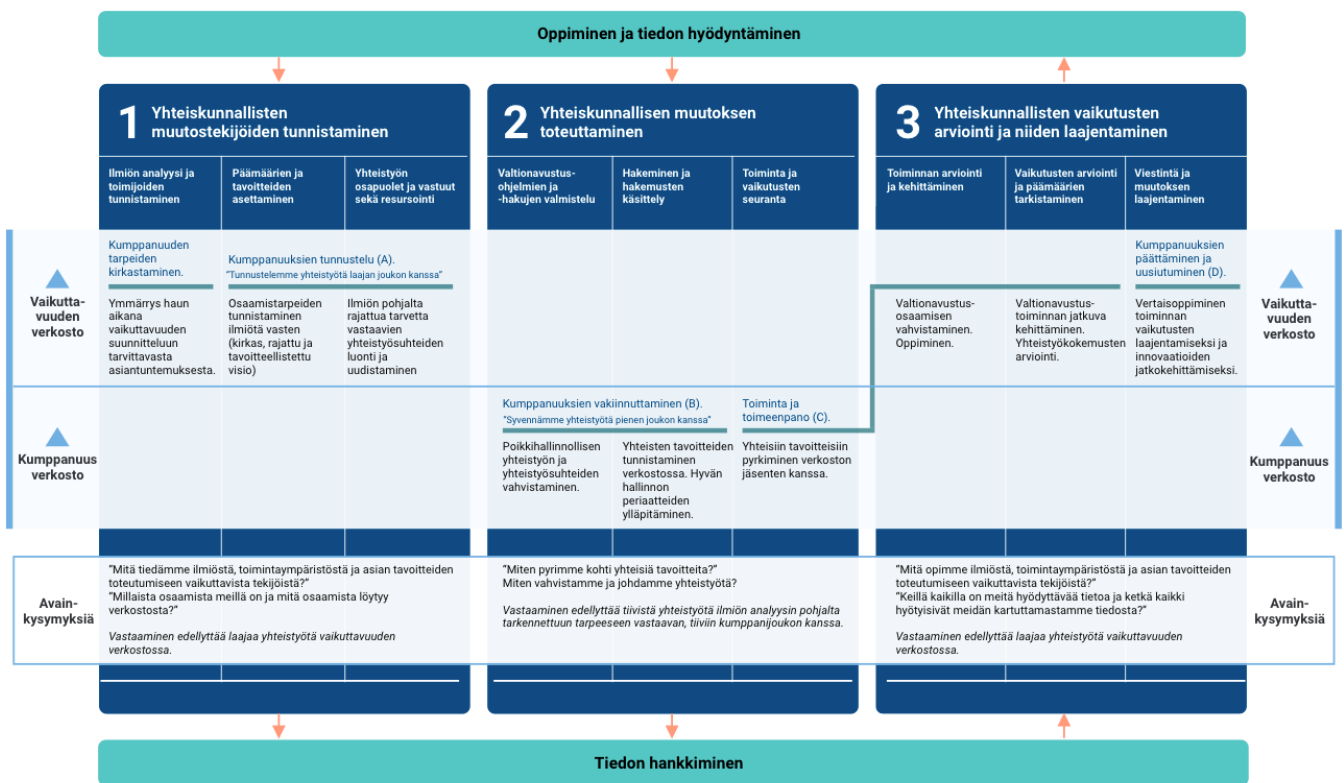 Oppiminen ja tiedon hyödyntäminen
1
Yhteiskunnallisten
muutostekijöiden tunnistaminen
Ilmiön analyysi ja
toimijoiden
tunnistaminen
Päämäärien ja
tavoitteiden
asettaminen
Yhteistyön
osapuolet ja vastuut
sekä resursointi
2
Yhteiskunnallisen muutoksen
toteuttaminen
Valtionavustus-
ohjelmien ja
-hakujen valmistelu
Hakeminen ja
hakemusten
käsittely
Toiminta ja
vaikutusten
seuranta
3
Yhteiskunnallisten vaikutusten
arviointi ja niiden laajentaminen
Toiminnan arviointi
ja kehittäminen
Vaikutusten arviointi
ja päämäärien
tarkistaminen
Viestintä ja
muutoksen
laajentaminen
Vaikutta-
vuuden
verkosto
Kumppanuuden
tarpeiden
kirkastaminen.
Ymmärrys haun
aikana
vaikuttavuuden
suunnitteluun
tarvittavasta
asiantuntemuksesta.
Kumppanuuksien tunnustelu (A).
"Tunnustelemme yhteistyötä laajan joukon kanssa"
Osaamistarpeiden
tunnistaminen
ilmiötä vasten
(kirkas, rajattu ja
tavoitteellistettu
visio)
Ilmiön pohjalta
rajattua tarvetta
vastaavien
yhteistyösuhteiden
luonti ja
uudistaminen
Valtionavustus-
osaamisen
vahvistaminen.
Oppiminen.
Valtionavustus-
toiminnan jatkuva
kehittäminen.
Yhteistyökokemusten
arviointi.
Kumppanuuksien
päättäminen ja
uusiutuminen (D).
Vertaisoppiminen
toiminnan
vaikutusten
laajentamiseksi ja
innovaatioiden
jatkokehittämiseksi.
Vaikutta-
vuuden
verkosto
Kumppanuus
verkosto
Kumppanuuksien vakiinnuttaminen (B).
"Syvennämme yhteistyötä pienen joukon kanssa"
Poikkihallinnollisen
yhteistyön ja
yhteistyösuhteiden
vahvistaminen.
Yhteisten tavoitteiden
tunnistaminen
verkostossa. Hyvän
hallinnon
periaatteiden
ylläpitäminen.
Toiminta ja
toimeenpano (C).
Yhteisiin tavoitteisiin
pyrkiminen verkoston
jäsenten kanssa.
Kumppanuus
verkosto
Avain-
kysymyksiä
"Mitä tiedämme ilmiöstä, toimintaympäristöstä ja asian tavoitteiden
toteutumiseen vaikuttavista tekijöistä?"
"Millaista osaamista meillä on ja mitä osaamista löytyy
verkostosta?"
Vastaaminen edellyttää laajaa yhteistyötä vaikuttavuuden
verkostossa.
"Miten pyrimme kohti yhteisiä tavoitteita?"
Miten vahvistamme ja johdamme yhteistyötä?
Vastaaminen edellyttää tiivistä yhteistyötä ilmiön analyysin pohjalta
tarkennettuun tarpeeseen vastaavan, tiiviin kumppanijoukon kanssa.
"Mitä opimme ilmiöstä, toimintaympäristöstä ja asian tavoitteiden
toteutumiseen vaikuttavista tekijöistä?"
"Keillä kaikilla on meitä hyödyttävää tietoa ja ketkä kaikki
hyötyisivät meidän kartuttamastamme tiedosta?"
Vastaaminen edellyttää laajaa yhteistyötä vaikuttavuuden
verkostossa.
Avain-
kysymyksiä
Tiedon hankkiminen